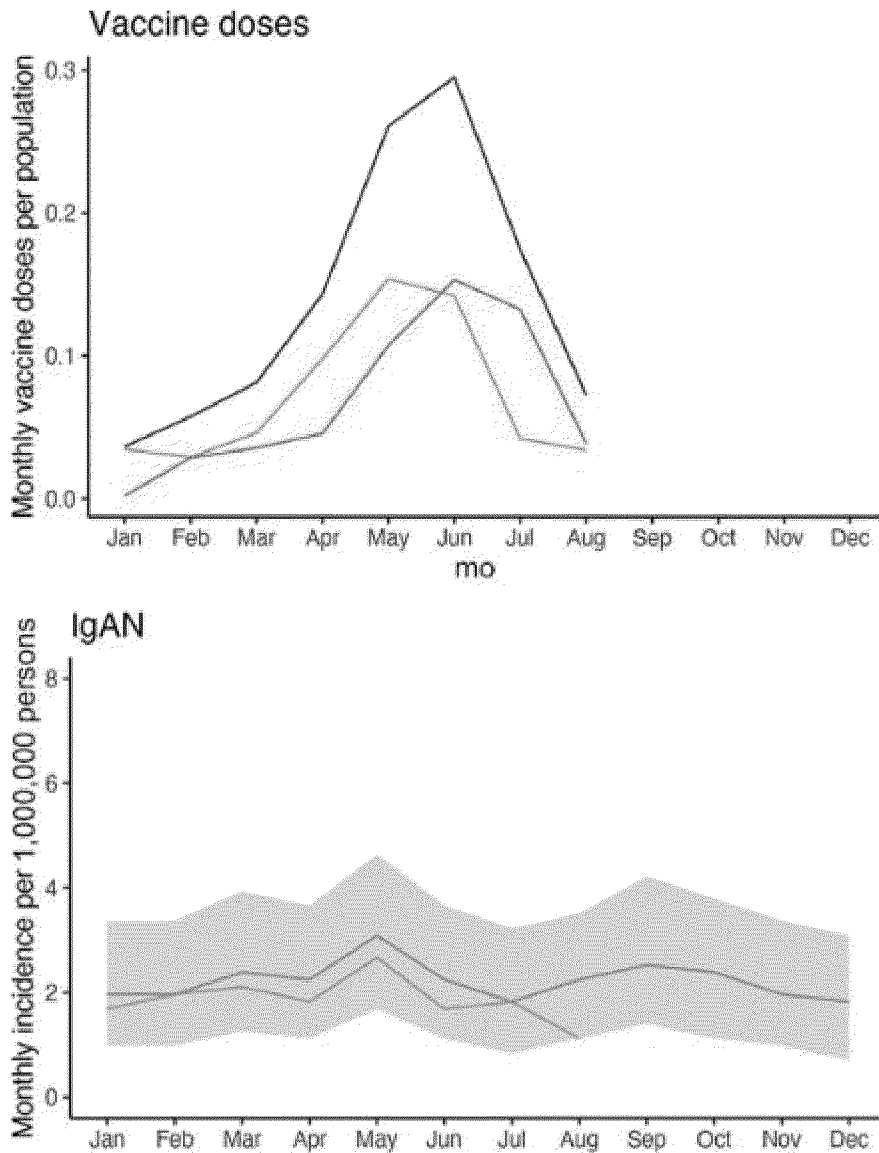 Vaccine doses
Monthly vaccine doses per population
0.3
0.2
0.1
0.0
Jan Feb Mar Apr May Jun Jul Aug Sep Oct Nov Dec
mo
IgAN
Monthly incidence per 1,000,000 persons
8
6
4
2
0
Jan Feb Mar Apr May Jun Jul Aug Sep Oct Nov Dec